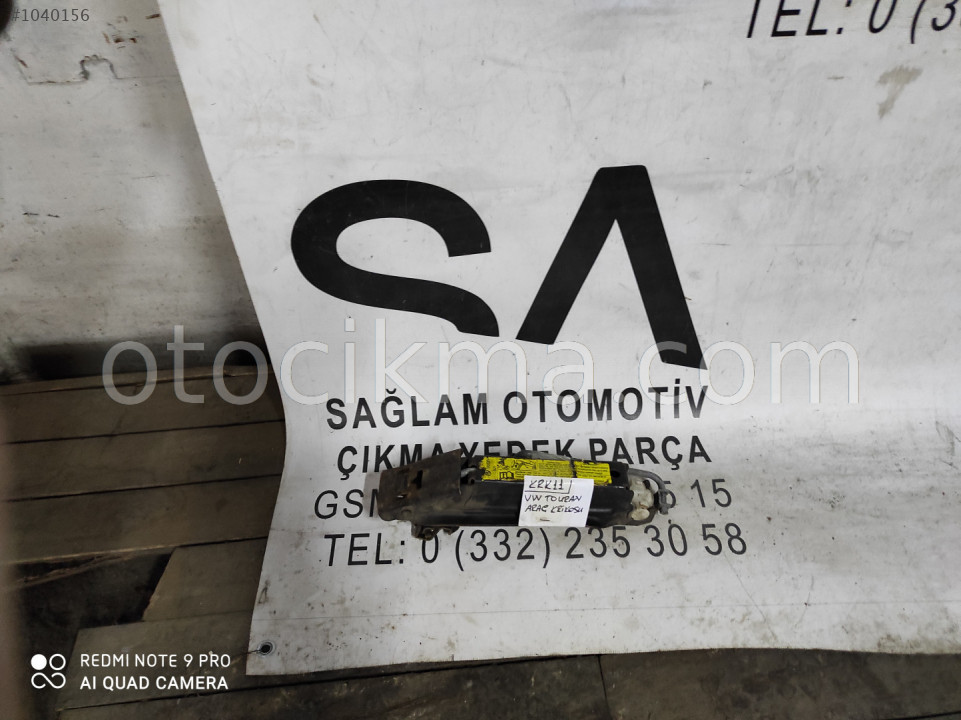 #1040156
TEL: 0 (3
SA
otocikma.com
SAĞLAM OTOMOTİV
ÇIKMA YEDEK PARÇA
GSM 15
KRK11
VW TOURAN
ARAÇ KRİKOSU
TEL: 0 (332) 235 30 58
REDMI NOTE 9 PRO
AI QUAD CAMERA